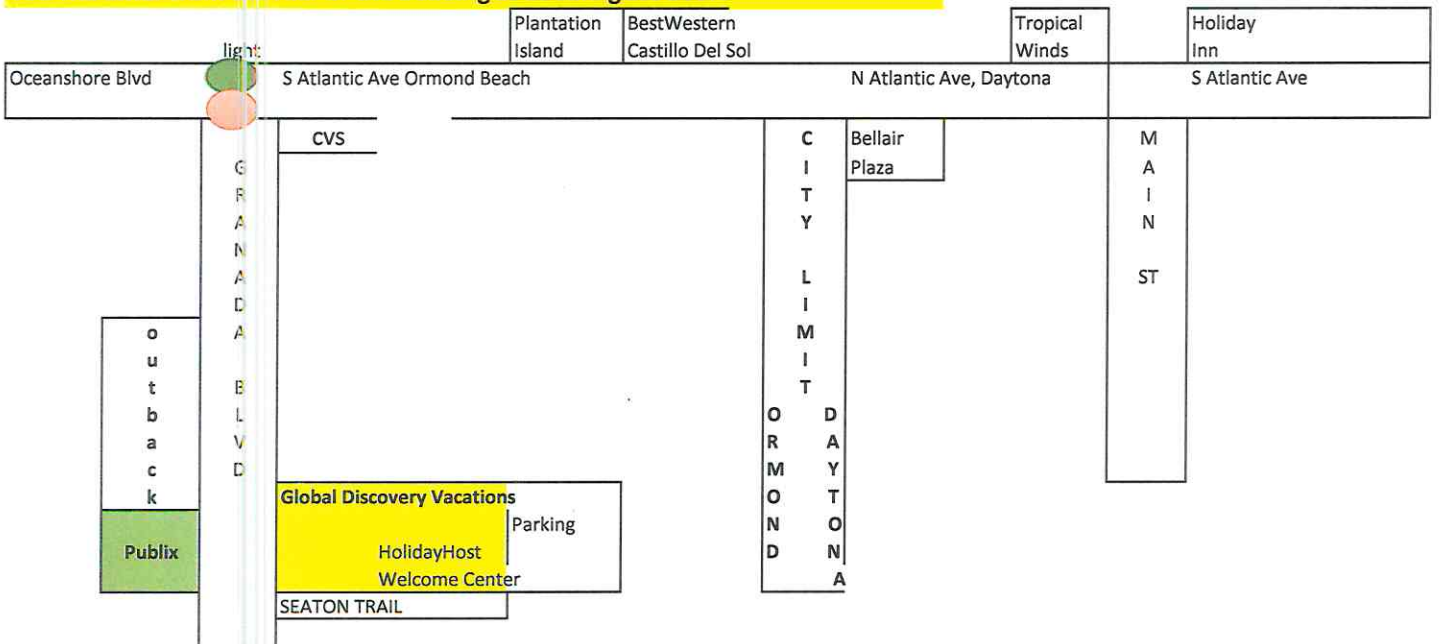 Plantation BestWestern Tropical Holiday
light Island Castillo Del Sol Winds Inn
Oceanshore Blvd S Atlantic Ave Ormond Beach N Atlantic Ave, Daytona S Atlantic Ave
CVS
GRANADA BLVD
CITY LIMIT
ORMOND
DAYTONA
Bellair
Plaza
MAIN ST
outback
Publix
Global Discovery Vacations
Parking
HolidayHost
Welcome Center
SEATON TRAIL